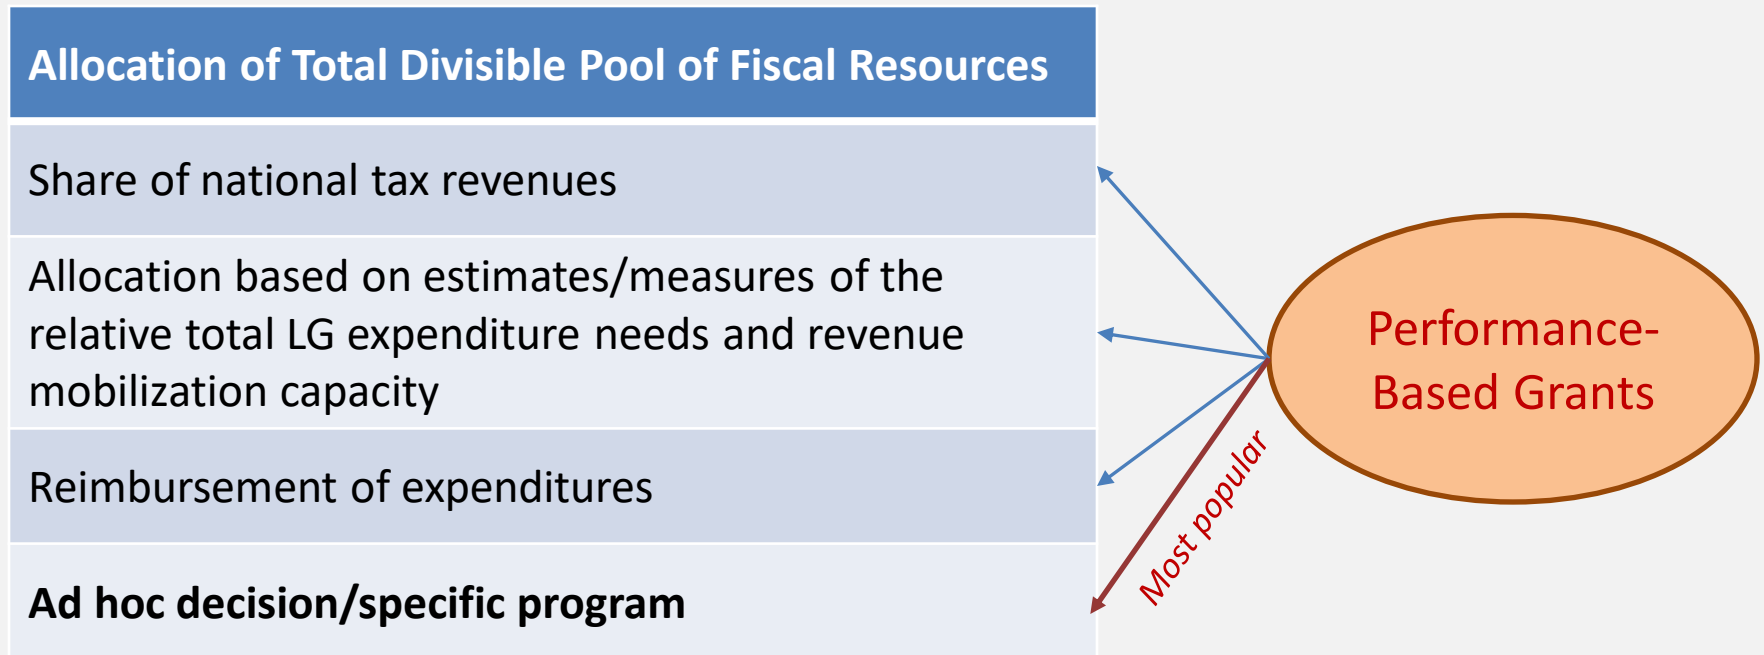 Allocation of Total Divisible Pool of Fiscal Resources
Share of national tax revenues
Allocation based on estimates/measures of the
relative total LG expenditure needs and revenue
mobilization capacity
Reimbursement of expenditures
Ad hoc decision/specific program
Most popular
Performance-
Based Grants